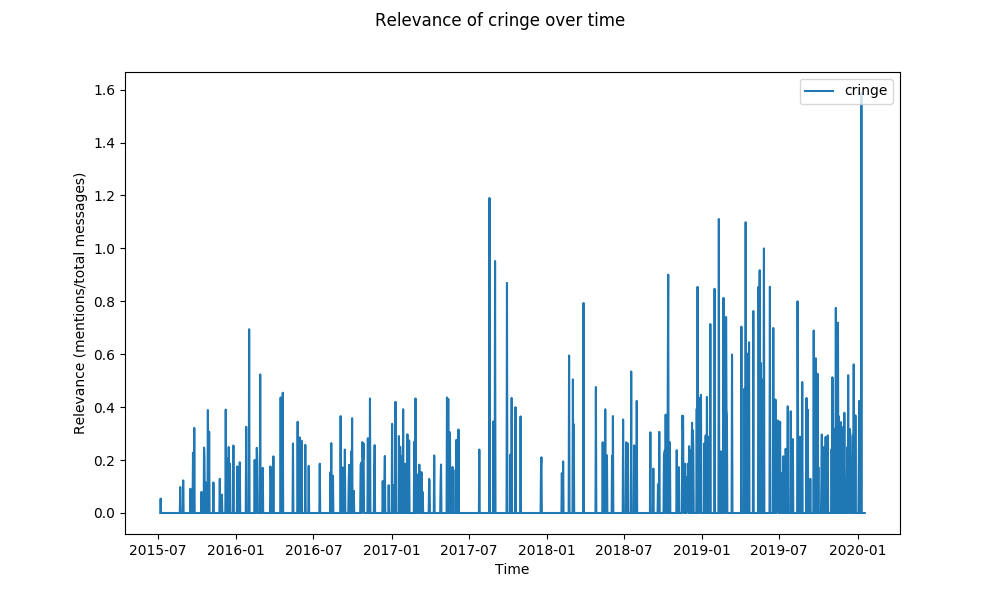 Relevance of cringe over time
cringe
1.6
1.4
1.2
1.0
0.8
0.6
0.4
0.2
0.0
Relevance (mentions/total messages)
2015-07 2016-01 2016-07 2017-01 2017-07 2018-01 2018-07 2019-01 2019-07 2020-01
Time